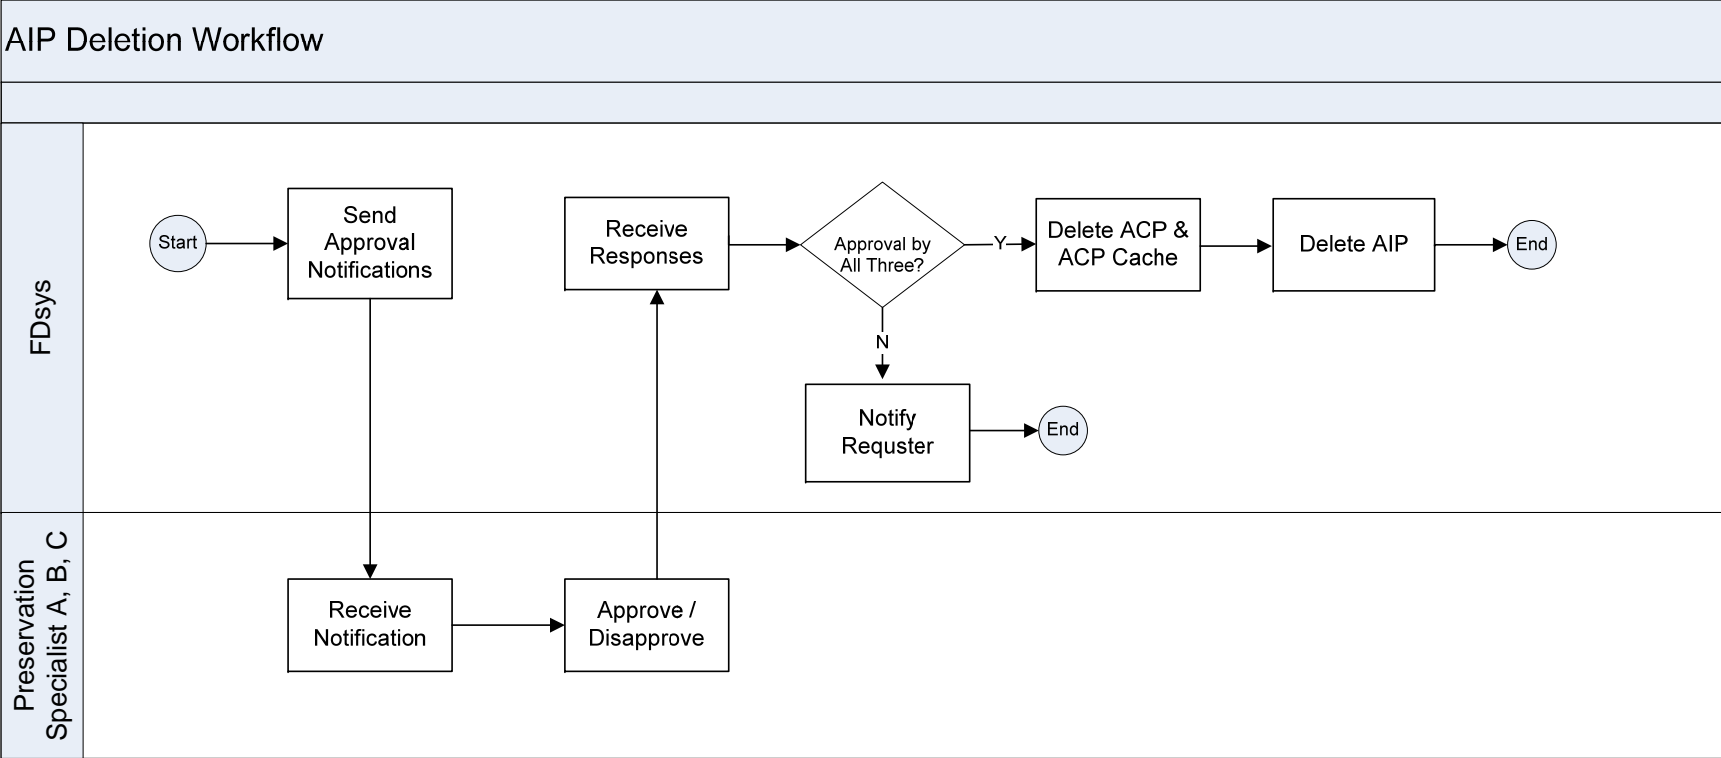 AIP Deletion Workflow
FDsys
Start
Send
Approval
Notifications
Receive
Responses
Approval by
All Three?
Y
Delete ACP &
ACP Cache
Delete AIP
End
N
Notify
Requster
End
Preservation
Specialist A, B, C
Receive
Notification
Approve /
Disapprove